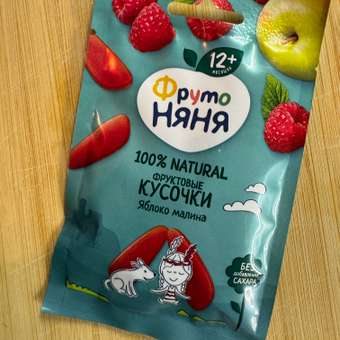 12+
МЕСЯЦЕВ
Фруто
НЯНЯ
100% NATURAL
ФРУКТОВЫЕ
КУСОЧКИ
Яблоко малина
БЕЗ
добавления
САХАРА